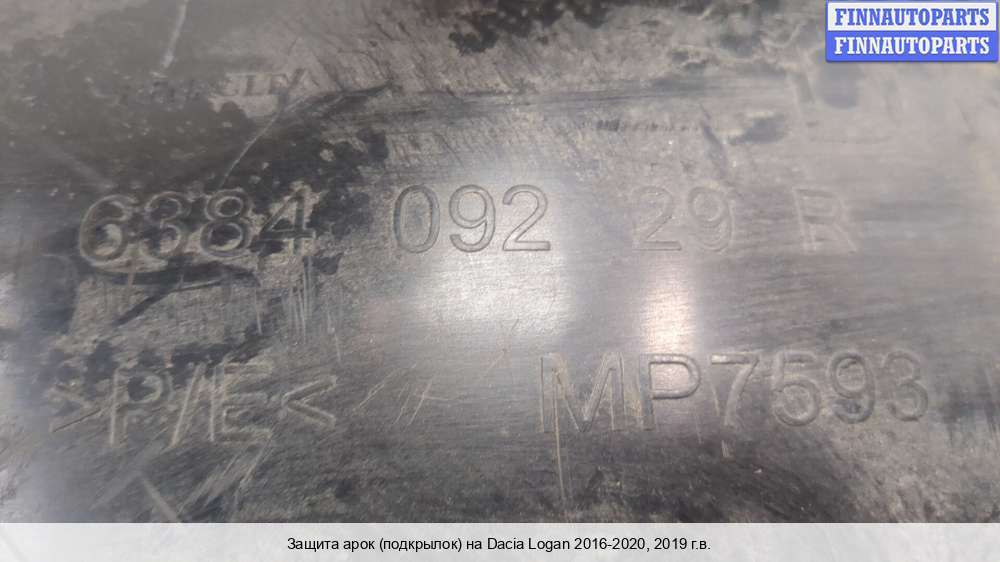 FINNAUTOPARTS
FINNAUTOPARTS
6384 092 29 R
>P/E< MP7593
Защита арок (подкрылок) на Dacia Logan 2016-2020, 2019 г.в.